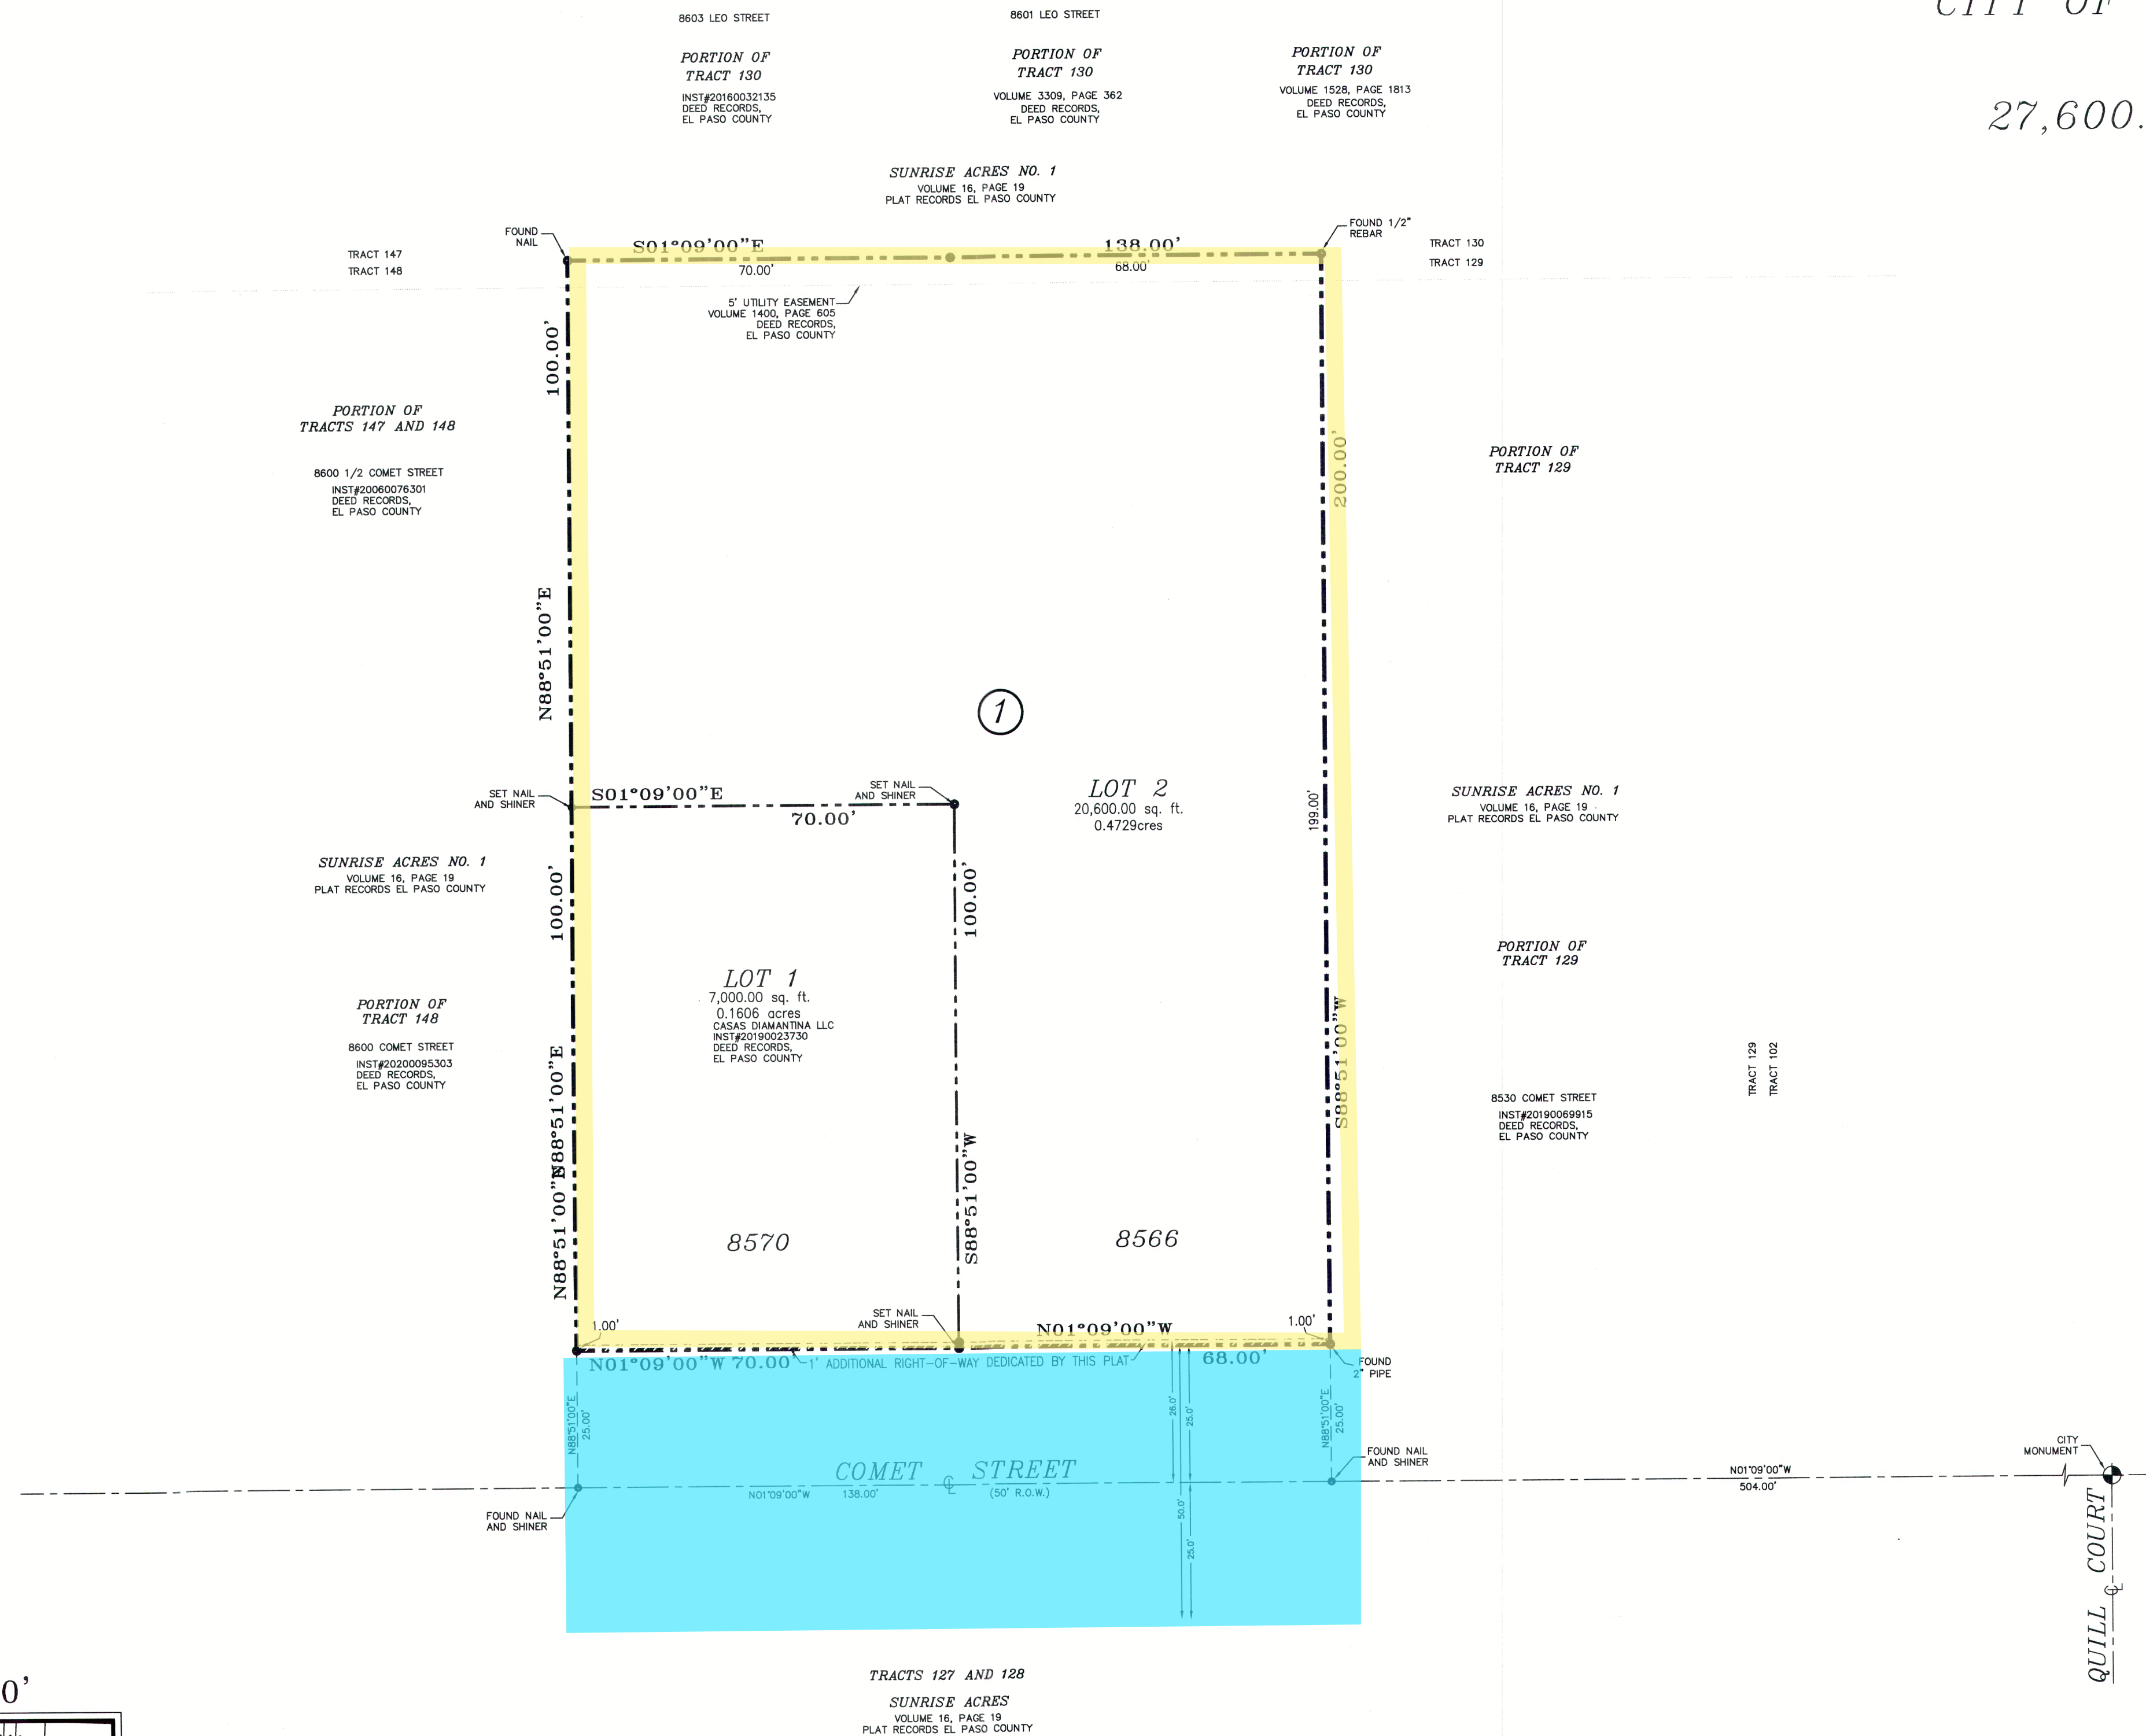 CITY OF
27,600.
8603 LEO STREET
PORTION OF
TRACT 130
INST#20160032135
DEED RECORDS,
EL PASO COUNTY
8601 LEO STREET
PORTION OF
TRACT 130
VOLUME 3309, PAGE 362
DEED RECORDS,
EL PASO COUNTY
PORTION OF
TRACT 130
VOLUME 1528, PAGE 1813
DEED RECORDS,
EL PASO COUNTY
SUNRISE ACRES NO. 1
VOLUME 16, PAGE 19
PLAT RECORDS EL PASO COUNTY
FOUND
NAIL
S01°09'00"E
138.00'
70.00'
68.00'
FOUND 1/2"
REBAR
TRACT 147
TRACT 148
TRACT 130
TRACT 129
5' UTILITY EASEMENT
VOLUME 1400, PAGE 605
DEED RECORDS,
EL PASO COUNTY
100.00'
N88°51'00"E
200.00'
PORTION OF
TRACTS 147 AND 148
8600 1/2 COMET STREET
INST#20060076301
DEED RECORDS,
EL PASO COUNTY
PORTION OF
TRACT 129
1
SET NAIL
AND SHINER
S01°09'00"E
70.00'
SET NAIL
AND SHINER
LOT 2
20,600.00 sq. ft.
0.4729cres
199.00'
SUNRISE ACRES NO. 1
VOLUME 16, PAGE 19
PLAT RECORDS EL PASO COUNTY
SUNRISE ACRES NO. 1
VOLUME 16, PAGE 19
PLAT RECORDS EL PASO COUNTY
100.00'
100.00'
PORTION OF
TRACT 129
LOT 1
7,000.00 sq. ft.
0.1606 acres
CASAS DIAMANTINA LLC
INST#20190023730
DEED RECORDS,
EL PASO COUNTY
PORTION OF
TRACT 148
8600 COMET STREET
INST#20200095303
DEED RECORDS,
EL PASO COUNTY
N88°51'00"E
N88°51'00"E
S88°51'00"W
S88°51'00"W
TRACT 129
TRACT 102
8530 COMET STREET
INST#20190069915
DEED RECORDS,
EL PASO COUNTY
8570
8566
SET NAIL
AND SHINER
1.00'
N01°09'00"W
1.00'
N01°09'00"W 70.00'
1' ADDITIONAL RIGHT-OF-WAY DEDICATED BY THIS PLAT
68.00'
FOUND
2" PIPE
N88°51'00"E
25.00'
26.0'
25.0'
50.0'
25.0'
N88°51'00"E
25.00'
FOUND NAIL
AND SHINER
COMET STREET
N01°09'00"W 138.00'
(50' R.O.W.)
FOUND NAIL
AND SHINER
N01°09'00"W
504.00'
CITY
MONUMENT
QUILL COURT
TRACTS 127 AND 128
SUNRISE ACRES
VOLUME 16, PAGE 19
PLAT RECORDS EL PASO COUNTY
0'